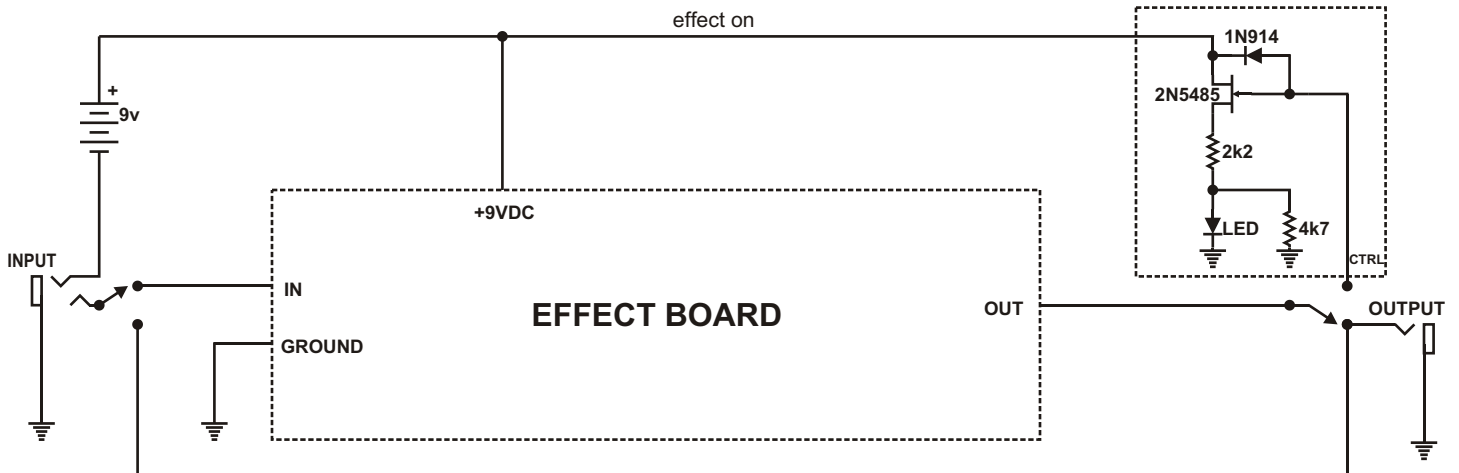 effect on
1N914
+
9v
2N5485
2k2
+9VDC
LED
4k7
INPUT
CTRL
IN
EFFECT BOARD
OUT
OUTPUT
GROUND